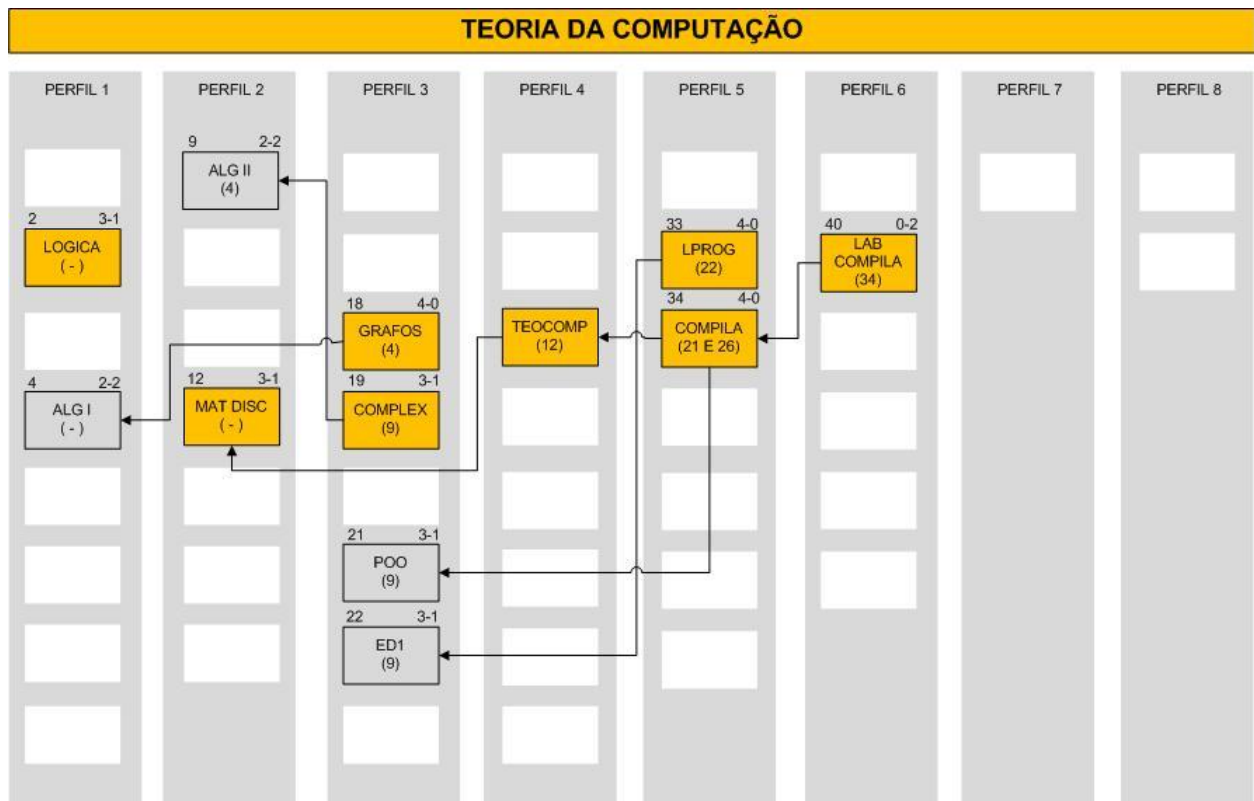 TEORIA DA COMPUTAÇÃO
PERFIL 1 PERFIL 2 PERFIL 3 PERFIL 4 PERFIL 5 PERFIL 6 PERFIL 7 PERFIL 8
9 2-2
ALG II
(4)
2 3-1
LOGICA
( - )
33 4-0
LPROG
(22)
40 0-2
LAB
COMPILA
(34)
18 4-0
GRAFOS
(4)
TEOCOMP
(12)
34 4-0
COMPILA
(21 E 26)
4 2-2
ALG I
( - )
12 3-1
MAT DISC
( - )
19 3-1
COMPLEX
(9)
21 3-1
POO
(9)
22 3-1
ED1
(9)